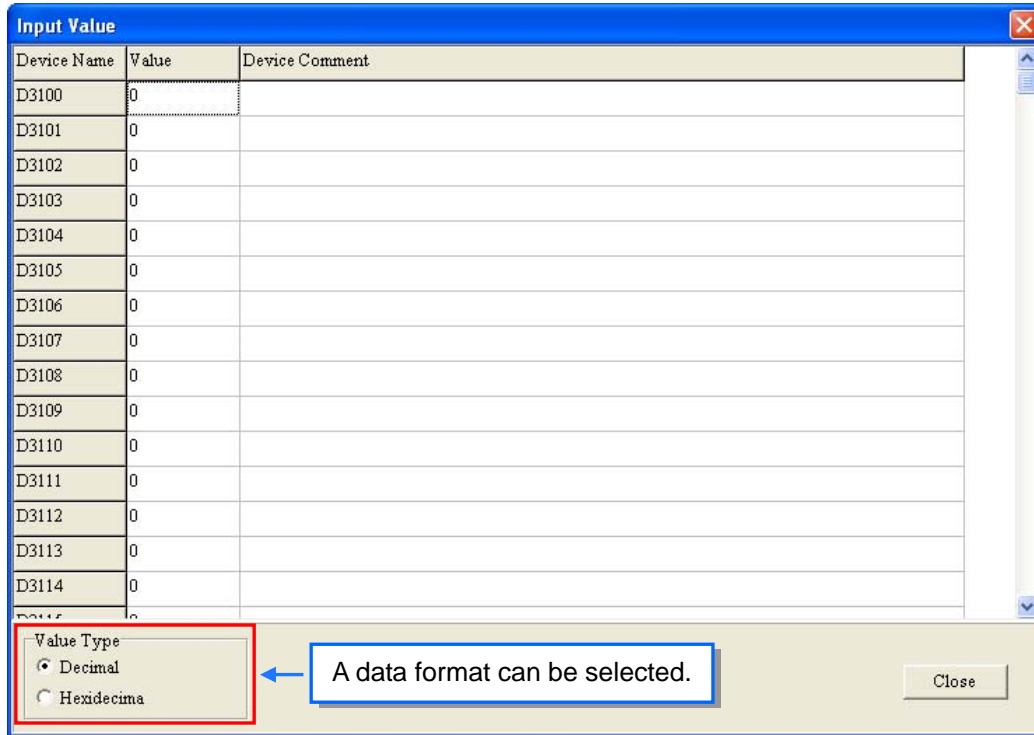 Input Value
Device Name Value Device Comment
D3100 0
D3101 0
D3102 0
D3103 0
D3104 0
D3105 0
D3106 0
D3107 0
D3108 0
D3109 0
D3110 0
D3111 0
D3112 0
D3113 0
D3114 0
Value Type
Decimal
Hexidecima
A data format can be selected.
Close